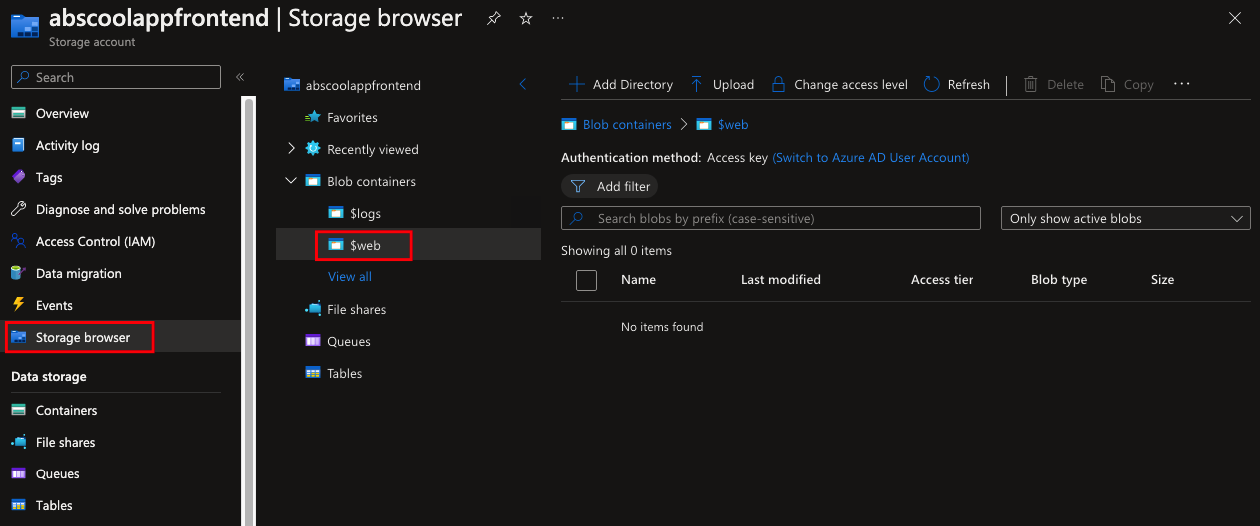 abscoolappfrontend | Storage browser
Storage account
Search
Overview
Activity log
Tags
Diagnose and solve problems
Access Control (IAM)
Data migration
Events
Storage browser
Data storage
Containers
File shares
Queues
Tables
abscoolappfrontend
Favorites
Recently viewed
Blob containers
$logs
$web
View all
File shares
Queues
Tables
Add Directory Upload Change access level Refresh Delete Copy
Blob containers > $web
Authentication method: Access key (Switch to Azure AD User Account)
Add filter
Search blobs by prefix (case-sensitive) Only show active blobs
Showing all 0 items
Name Last modified Access tier Blob type Size
No items found